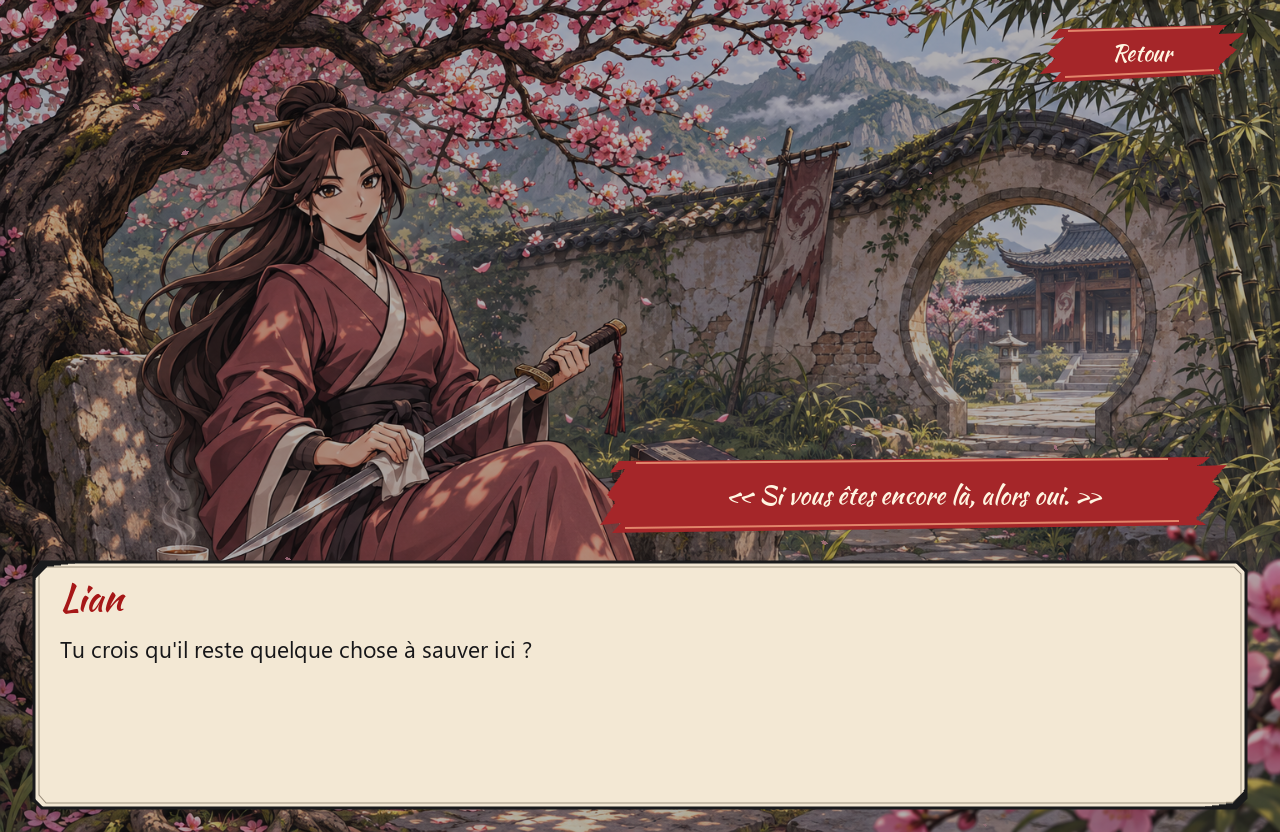 Retour
<< Si vous êtes encore là, alors oui. >>
Lian
Tu crois qu'il reste quelque chose à sauver ici ?